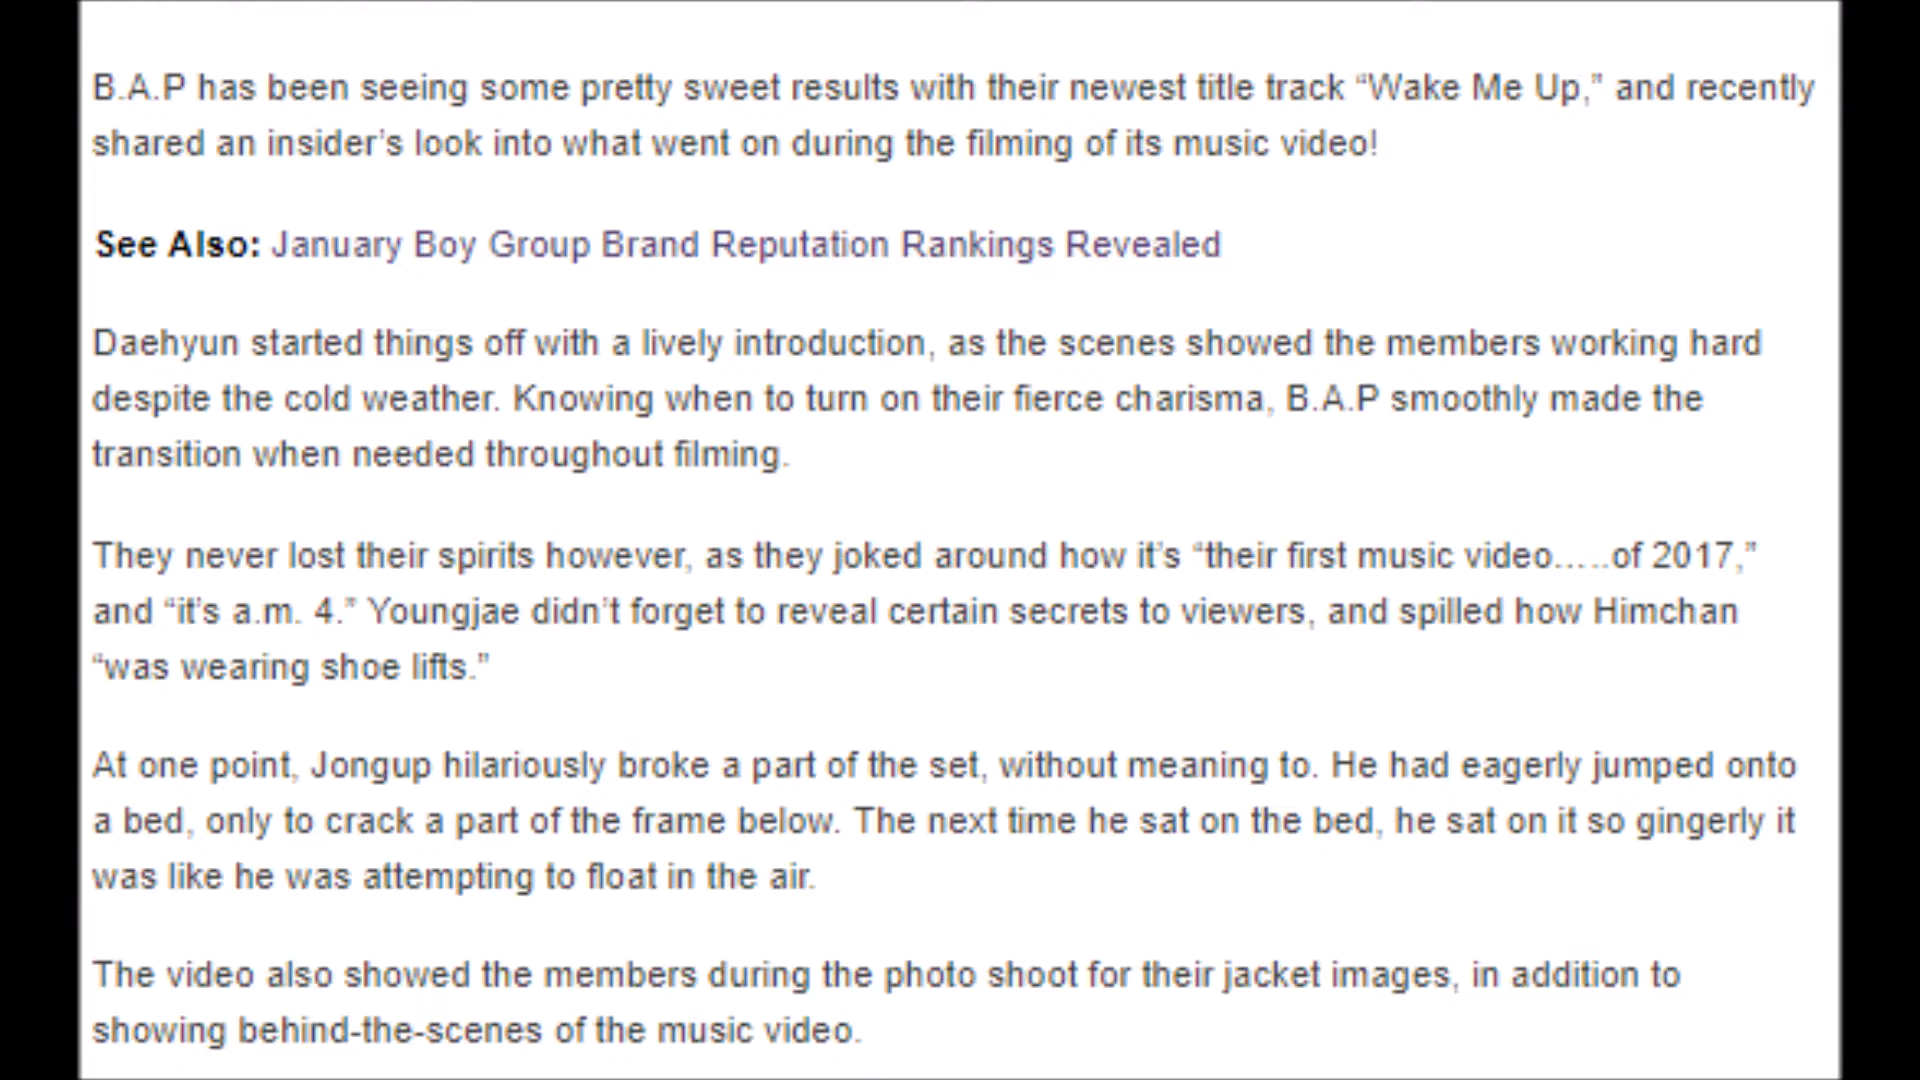 B.A.P has been seeing some pretty sweet results with their newest title track “Wake Me Up,” and recently
shared an insider’s look into what went on during the filming of its music video!
See Also: January Boy Group Brand Reputation Rankings Revealed
Daehyun started things off with a lively introduction, as the scenes showed the members working hard
despite the cold weather. Knowing when to turn on their fierce charisma, B.A.P smoothly made the
transition when needed throughout filming.
They never lost their spirits however, as they joked around how it’s “their first music video…..of 2017,”
and “it’s a.m. 4.” Youngjae didn’t forget to reveal certain secrets to viewers, and spilled how Himchan
“was wearing shoe lifts.”
At one point, Jongup hilariously broke a part of the set, without meaning to. He had eagerly jumped onto
a bed, only to crack a part of the frame below. The next time he sat on the bed, he sat on it so gingerly it
was like he was attempting to float in the air.
The video also showed the members during the photo shoot for their jacket images, in addition to
showing behind-the-scenes of the music video.